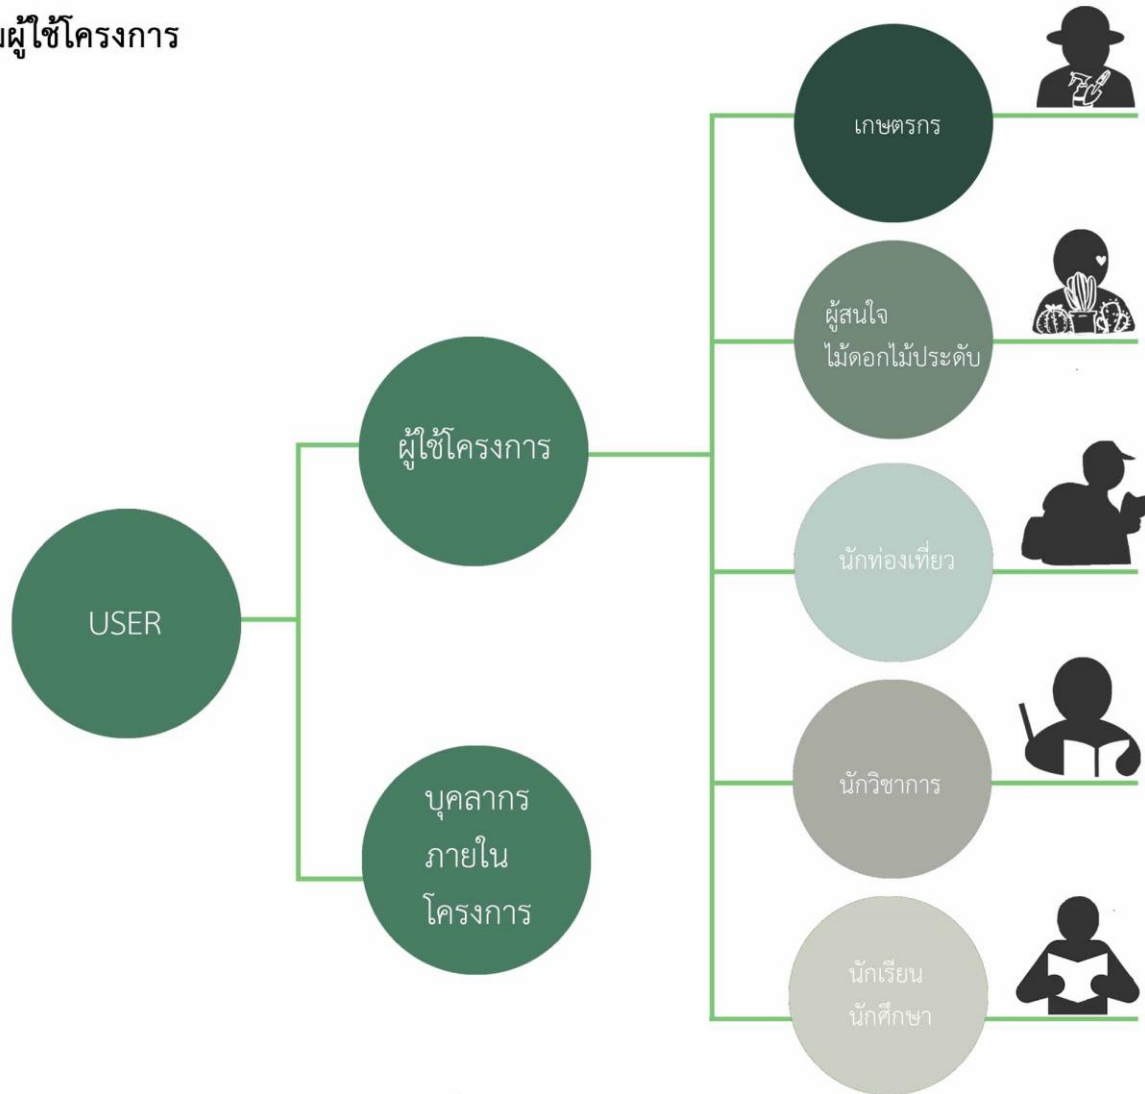 ผู้ใช้โครงการ
เกษตรกร
ผู้สนใจ
ไม้ดอกไม้ประดับ
ผู้ใช้โครงการ
นักท่องเที่ยว
USER
นักวิชาการ
บุคลากร
ภายใน
โครงการ
นักเรียน
นักศึกษา